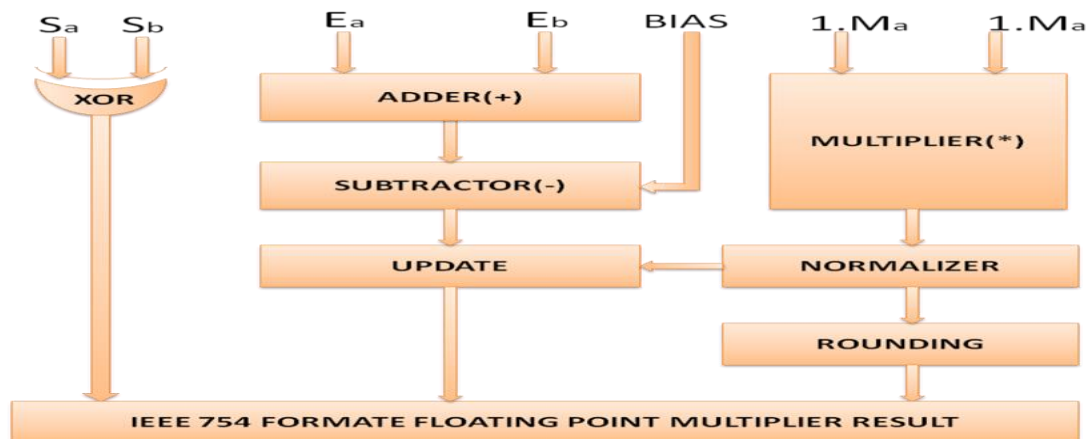 Sa Sb Ea Eb BIAS 1.Ma 1.Ma
XOR
ADDER(+)
MULTIPLIER(*)
SUBTRACTOR(-)
UPDATE
NORMALIZER
ROUNDING
IEEE 754 FORMATE FLOATING POINT MULTIPLIER RESULT